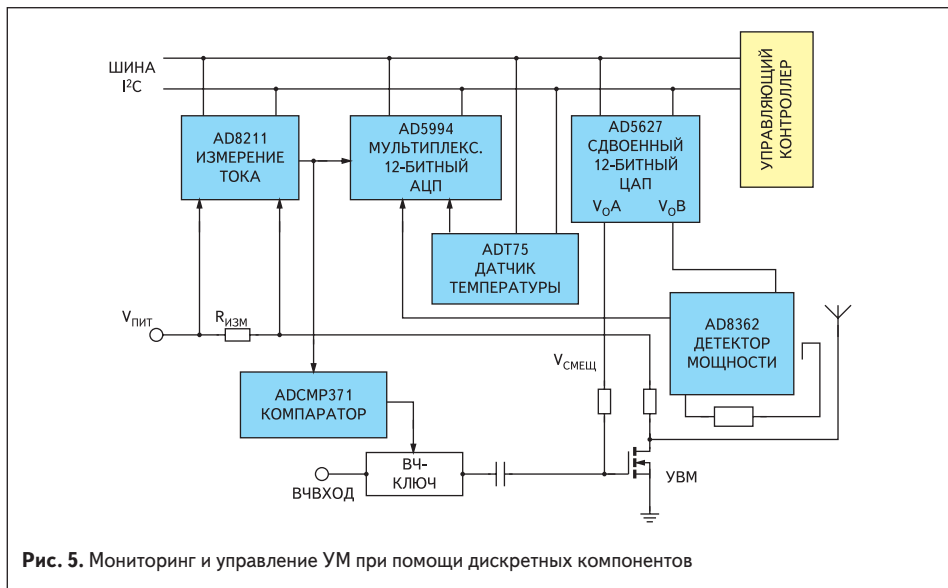 ШИНА
I²C
AD8211
ИЗМЕРЕНИЕ
ТОКА
AD5994
МУЛЬТИПЛЕКС.
12-БИТНЫЙ
АЦП
AD5627
СДВОЕННЫЙ
12-БИТНЫЙ
ЦАП
VOA VOB
УПРАВЛЯЮЩИЙ
КОНТРОЛЛЕР
ADT75
ДАТЧИК
ТЕМПЕРАТУРЫ
VПИТ
RИЗМ
AD8362
ДЕТЕКТОР
МОЩНОСТИ
VСМЕЩ
ADCMP371
КОМПАРАТОР
ВЧ-
КЛЮЧ
ВЧВХОД
УВМ
Рис. 5. Мониторинг и управление УМ при помощи дискретных компонентов